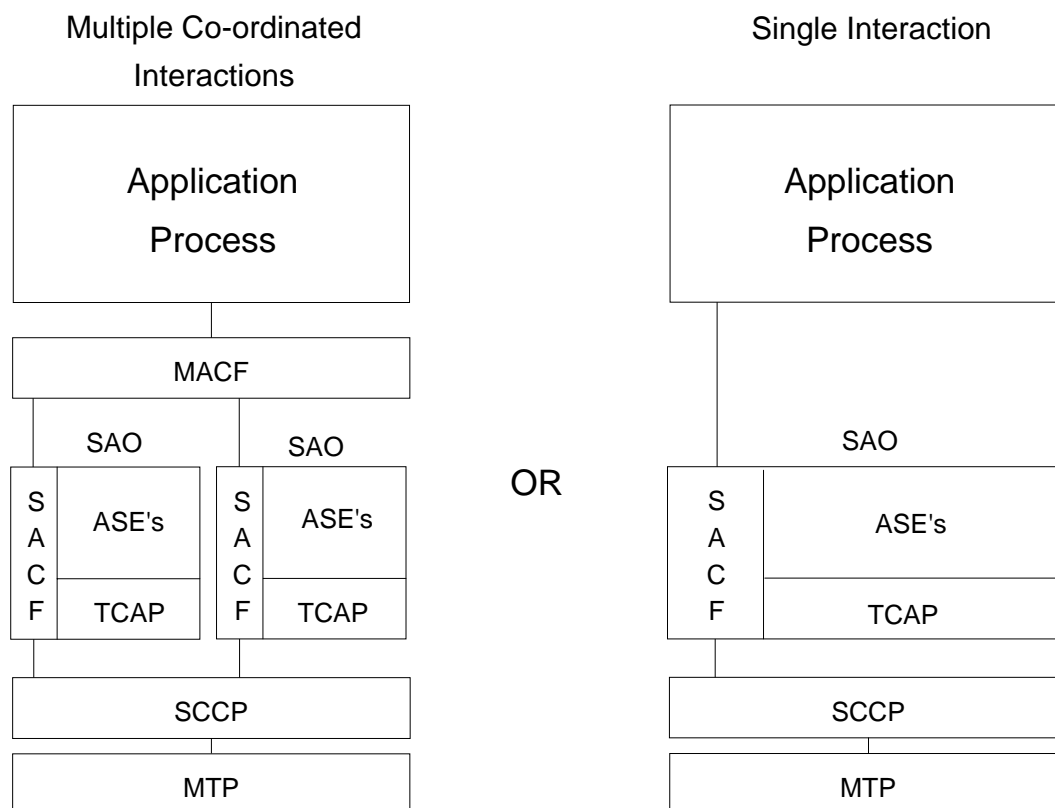 Multiple Co-ordinated
Interactions
Application
Process
MACF
SAO
SAO
S
A
C
F
ASE's
TCAP
S
A
C
F
ASE's
TCAP
SCCP
MTP
OR
Single Interaction
Application
Process
SAO
S
A
C
F
ASE's
TCAP
SCCP
MTP